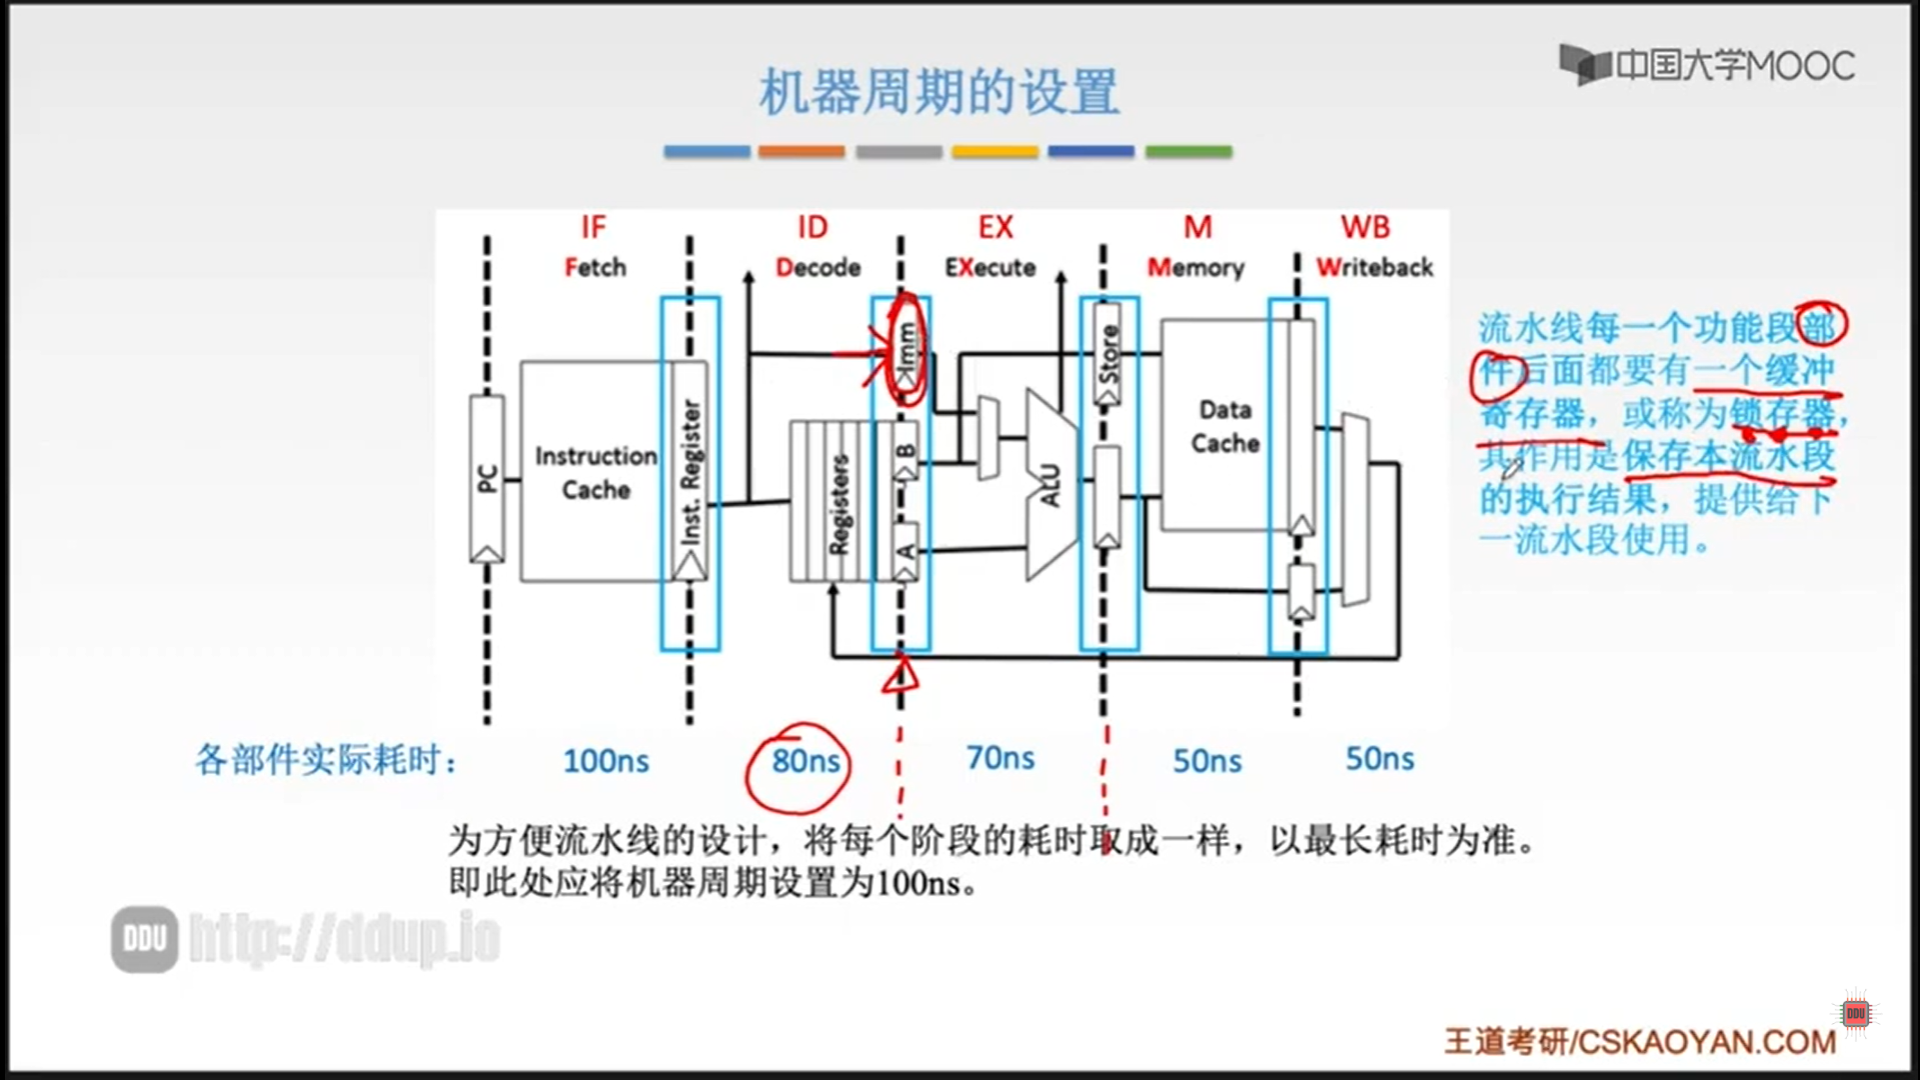 中国大学MOOC
机器周期的设置
IF
ID
EX
M
WB
Fetch
Decode
EXecute
Memory
Writeback
PC
Instruction
Cache
Inst. Register
Registers
Imm
B
A
ALU
Store
Data
Cache
流水线每一个功能段部
件后面都要有一个缓冲
寄存器，或称为锁存器，
其作用是保存本流水段
的执行结果，提供给下
一流水段使用。
各部件实际耗时：
100ns
80ns
70ns
50ns
50ns
为方便流水线的设计，将每个阶段的耗时取成一样，以最长耗时为准。
即此处应将机器周期设置为100ns。
DDU
http://ddup.io
DDU
王道考研/CSKAOYAN.COM